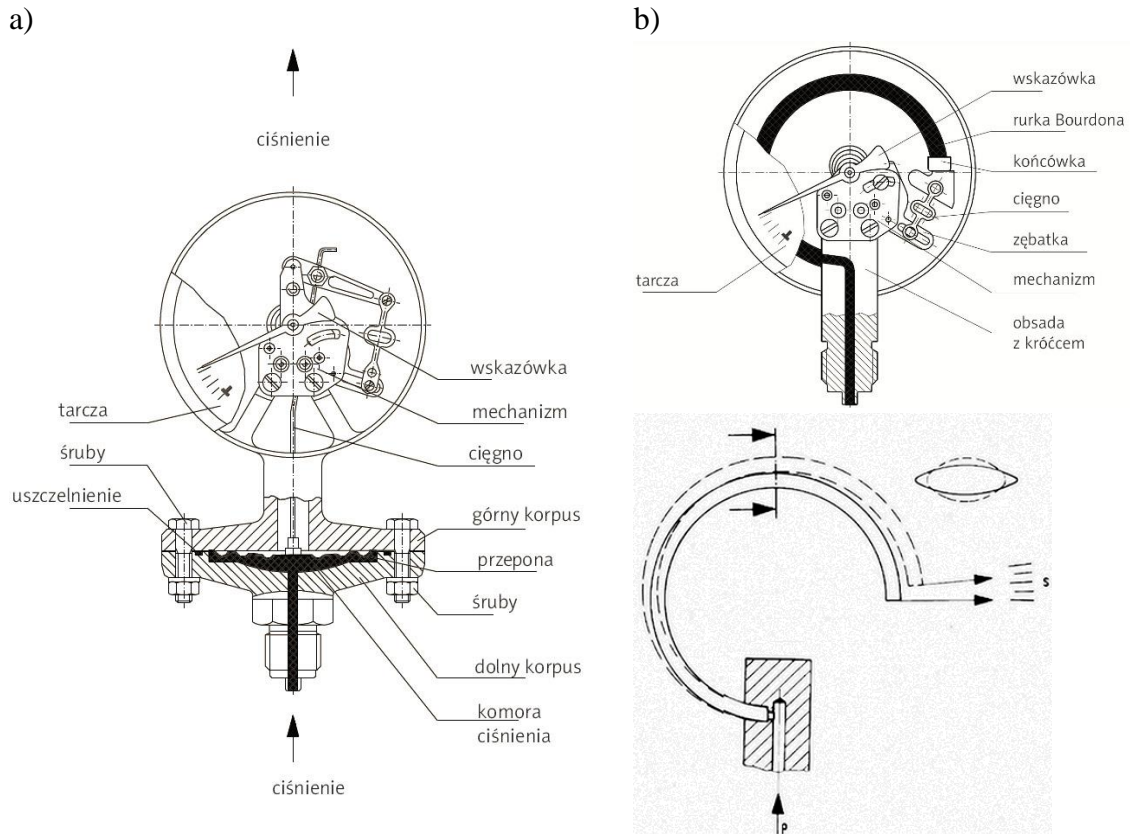 a)
ciśnienie
wskazówka
mechanizm
tarcza
śruby
cięgno
uszczelnienie
górny korpus
przepona
śruby
dolny korpus
komora
ciśnienia
ciśnienie
b)
wskazówka
rurka Bourdona
końcówka
cięgno
zębatka
mechanizm
tarcza
obsada
z króćcem
s
p